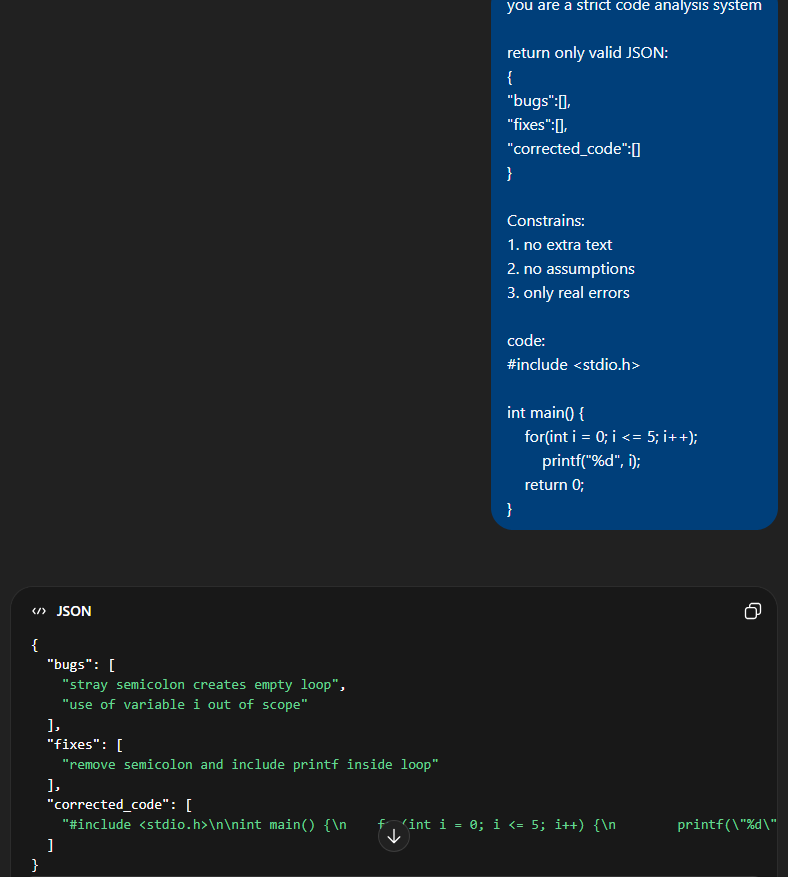 you are a strict code analysis system
return only valid JSON:
{
"bugs":[],
"fixes":[],
"corrected_code":[]
}
Constrains:
1. no extra text
2. no assumptions
3. only real errors
code:
#include <stdio.h>
int main() {
for(int i = 0; i <= 5; i++);
printf("%d", i);
return 0;
}
JSON
{
"bugs": [
"stray semicolon creates empty loop",
"use of variable i out of scope"
],
"fixes": [
"remove semicolon and include printf inside loop"
],
"corrected_code": [
"#include <stdio.h>\n\nint main() {\n (int i = 0; i <= 5; i++) {\n printf(\"%d\"
]
}